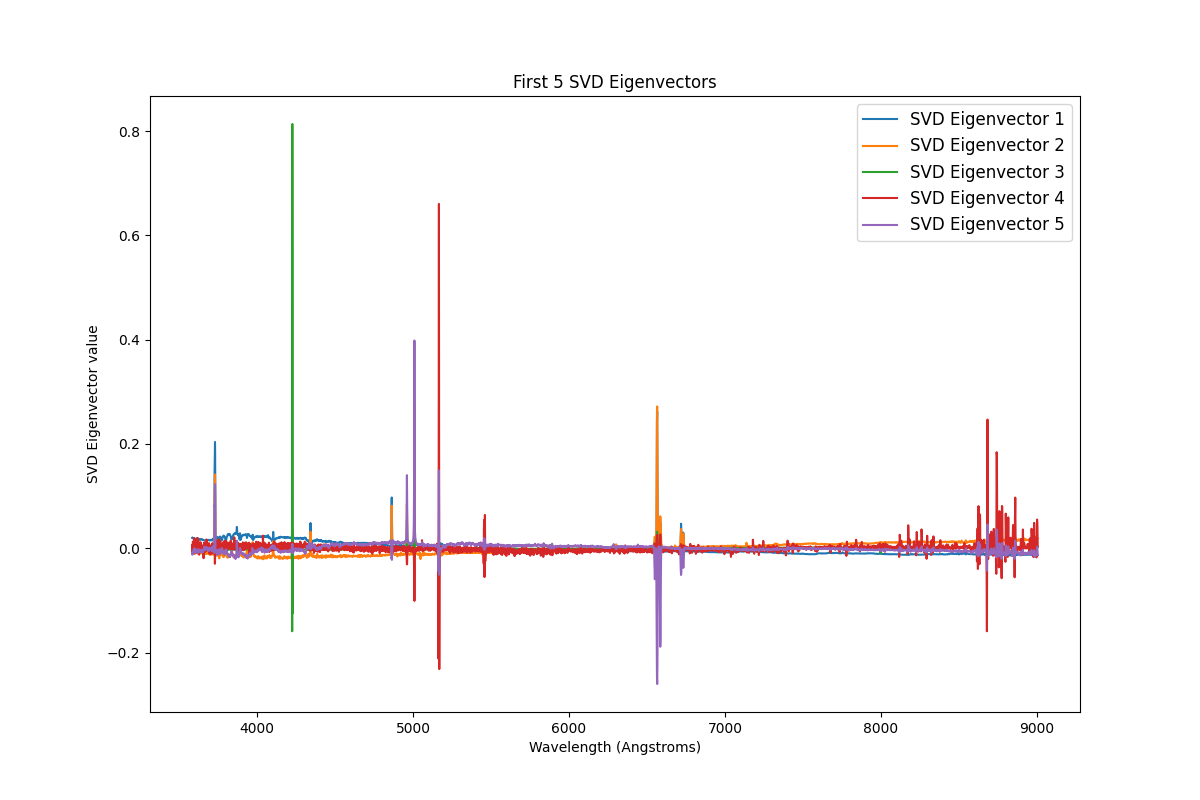 First 5 SVD Eigenvectors
SVD Eigenvector 1
SVD Eigenvector 2
SVD Eigenvector 3
SVD Eigenvector 4
SVD Eigenvector 5
SVD Eigenvector value
0.8
0.6
0.4
0.2
0.0
−0.2
4000 5000 6000 7000 8000 9000
Wavelength (Angstroms)